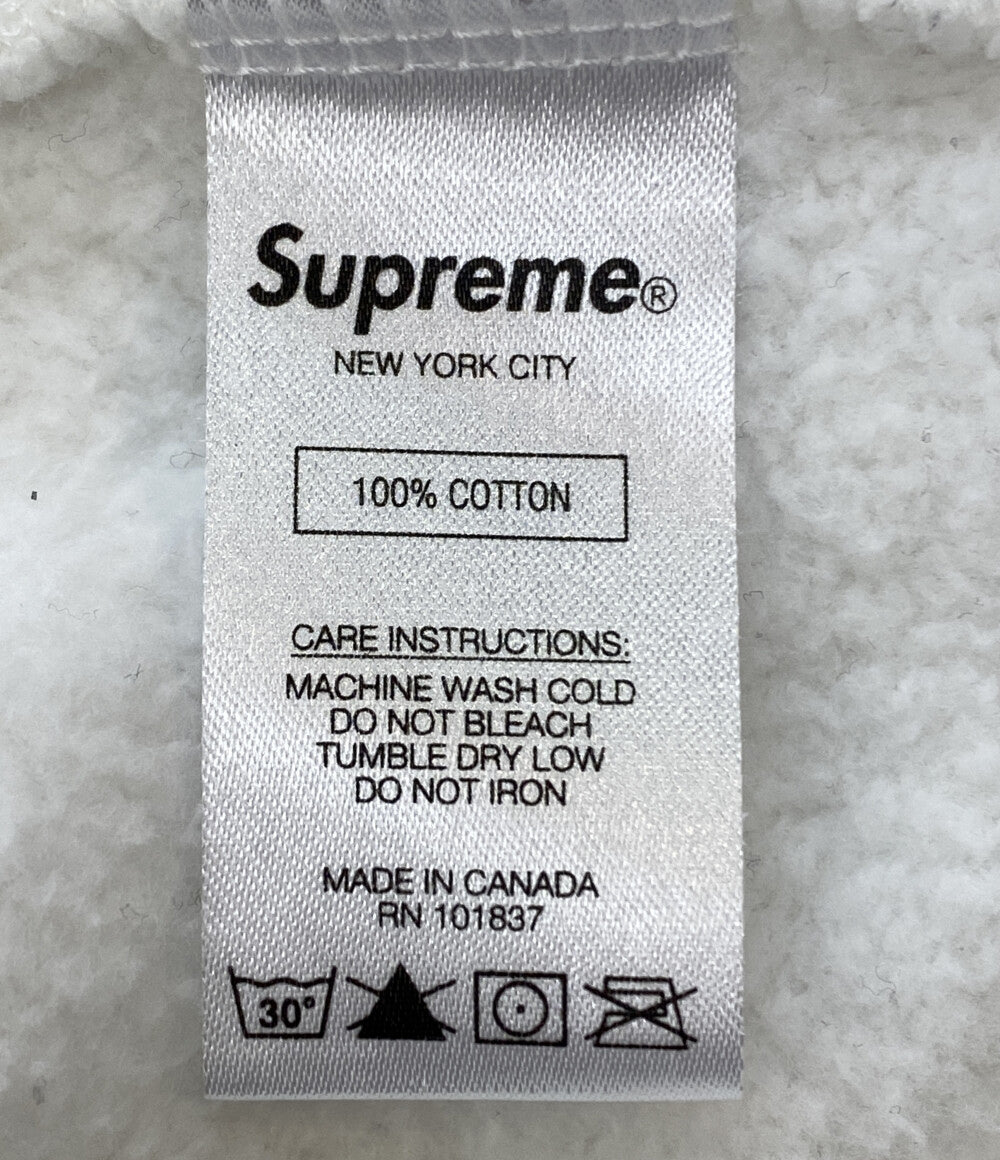 Supreme®
NEW YORK CITY
100% COTTON
CARE INSTRUCTIONS:
MACHINE WASH COLD
DO NOT BLEACH
TUMBLE DRY LOW
DO NOT IRON
MADE IN CANADA
RN 101837
30°